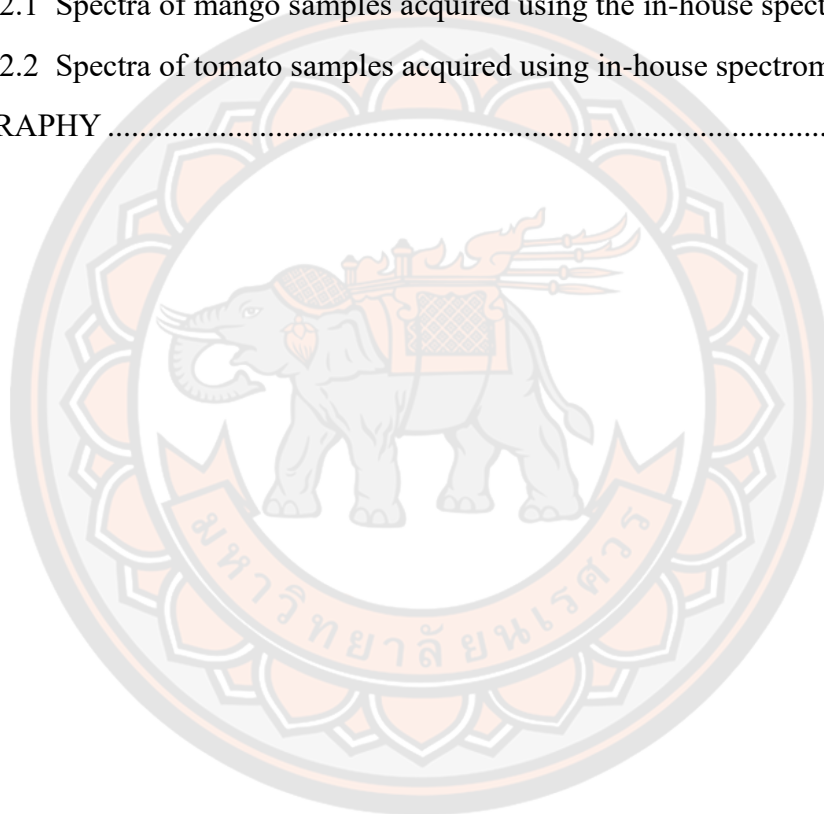 2.1 Spectra of mango samples acquired using the in-house spect
2.2 Spectra of tomato samples acquired using in-house spectrom
RAPHY ..........................................................................................
มหาวิทยาลัยนเรศวร